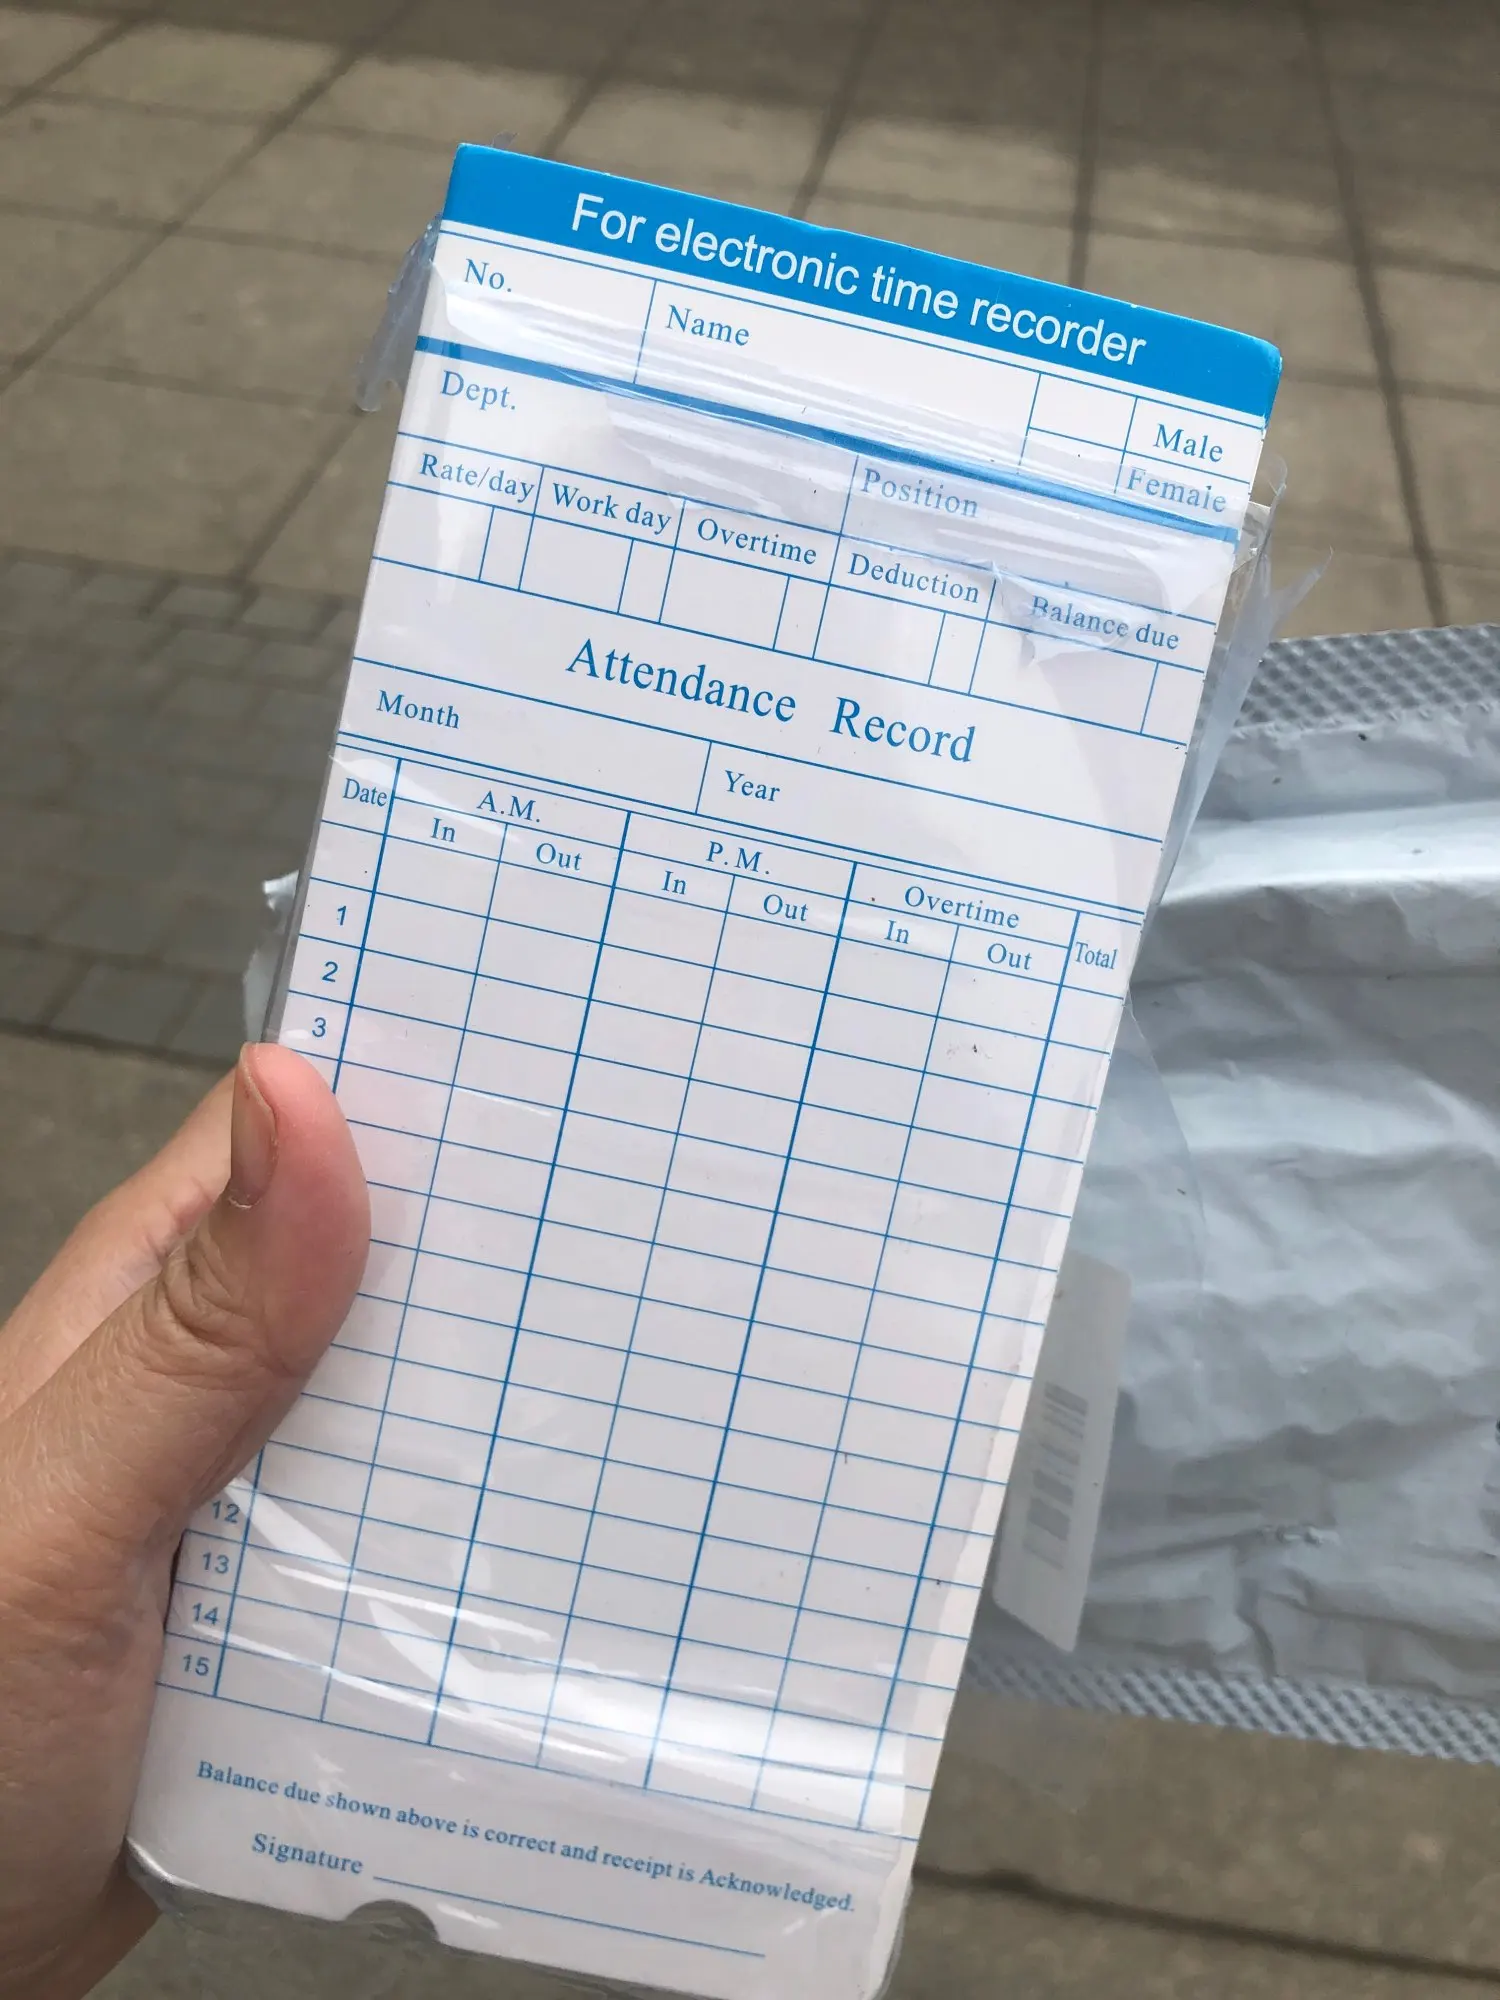 For electronic time recorder
No. Name
Male
Female
Dept. Position
Rate/day Work day Overtime Deduction Balance due
Attendance Record
Month Year
Date A.M. P.M. Overtime Total
In Out In Out In Out
1
2
3
12
13
14
15
Balance due shown above is correct and receipt is Acknowledged.
Signature